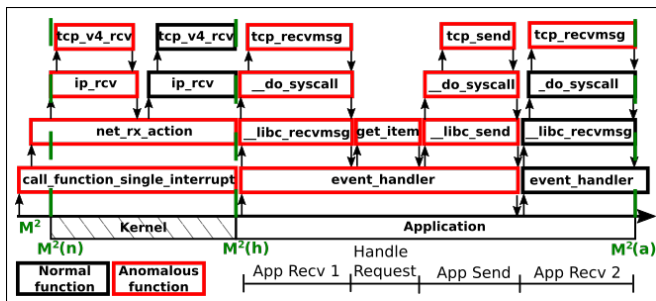 tcp_v4_rcv tcp_v4_rcv tcp_recvmsg tcp_send tcp_recvmsg
ip_rcv ip_rcv __do_syscall __do_syscall _do_syscall
net_rx_action __libc_recvmsg get_item __libc_send __libc_recvmsg
call_function_single_interrupt event_handler event_handler
M² Kernel Application
M²(n) M²(h) M²(a)
Handle
App Recv 1 Request App Send App Recv 2
Normal Anomalous
function function